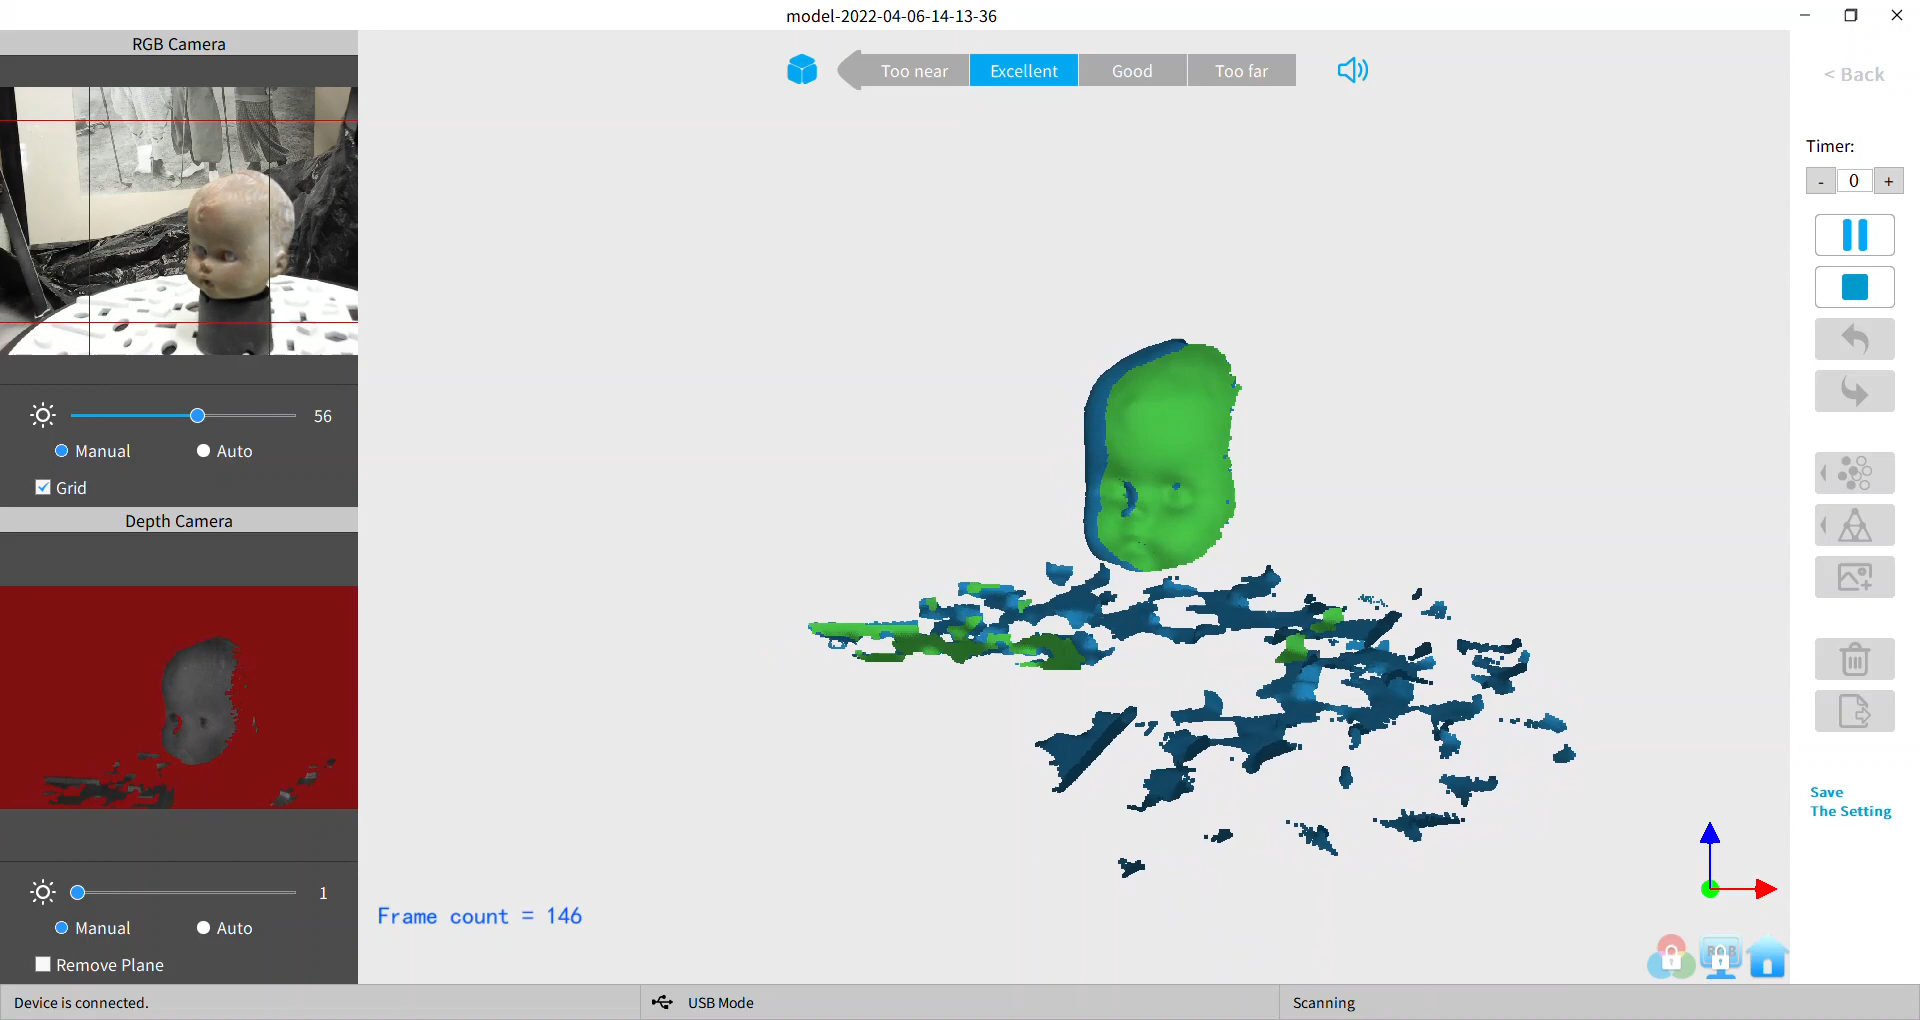 model-2022-04-06-14-13-36
RGB Camera
Too near
Excellent
Good
Too far
< Back
Timer:
- 0 +
56
Manual
Auto
Grid
Depth Camera
Save
The Setting
1
Manual
Auto
Remove Plane
Frame count = 146
RGB
Device is connected.
USB Mode
Scanning